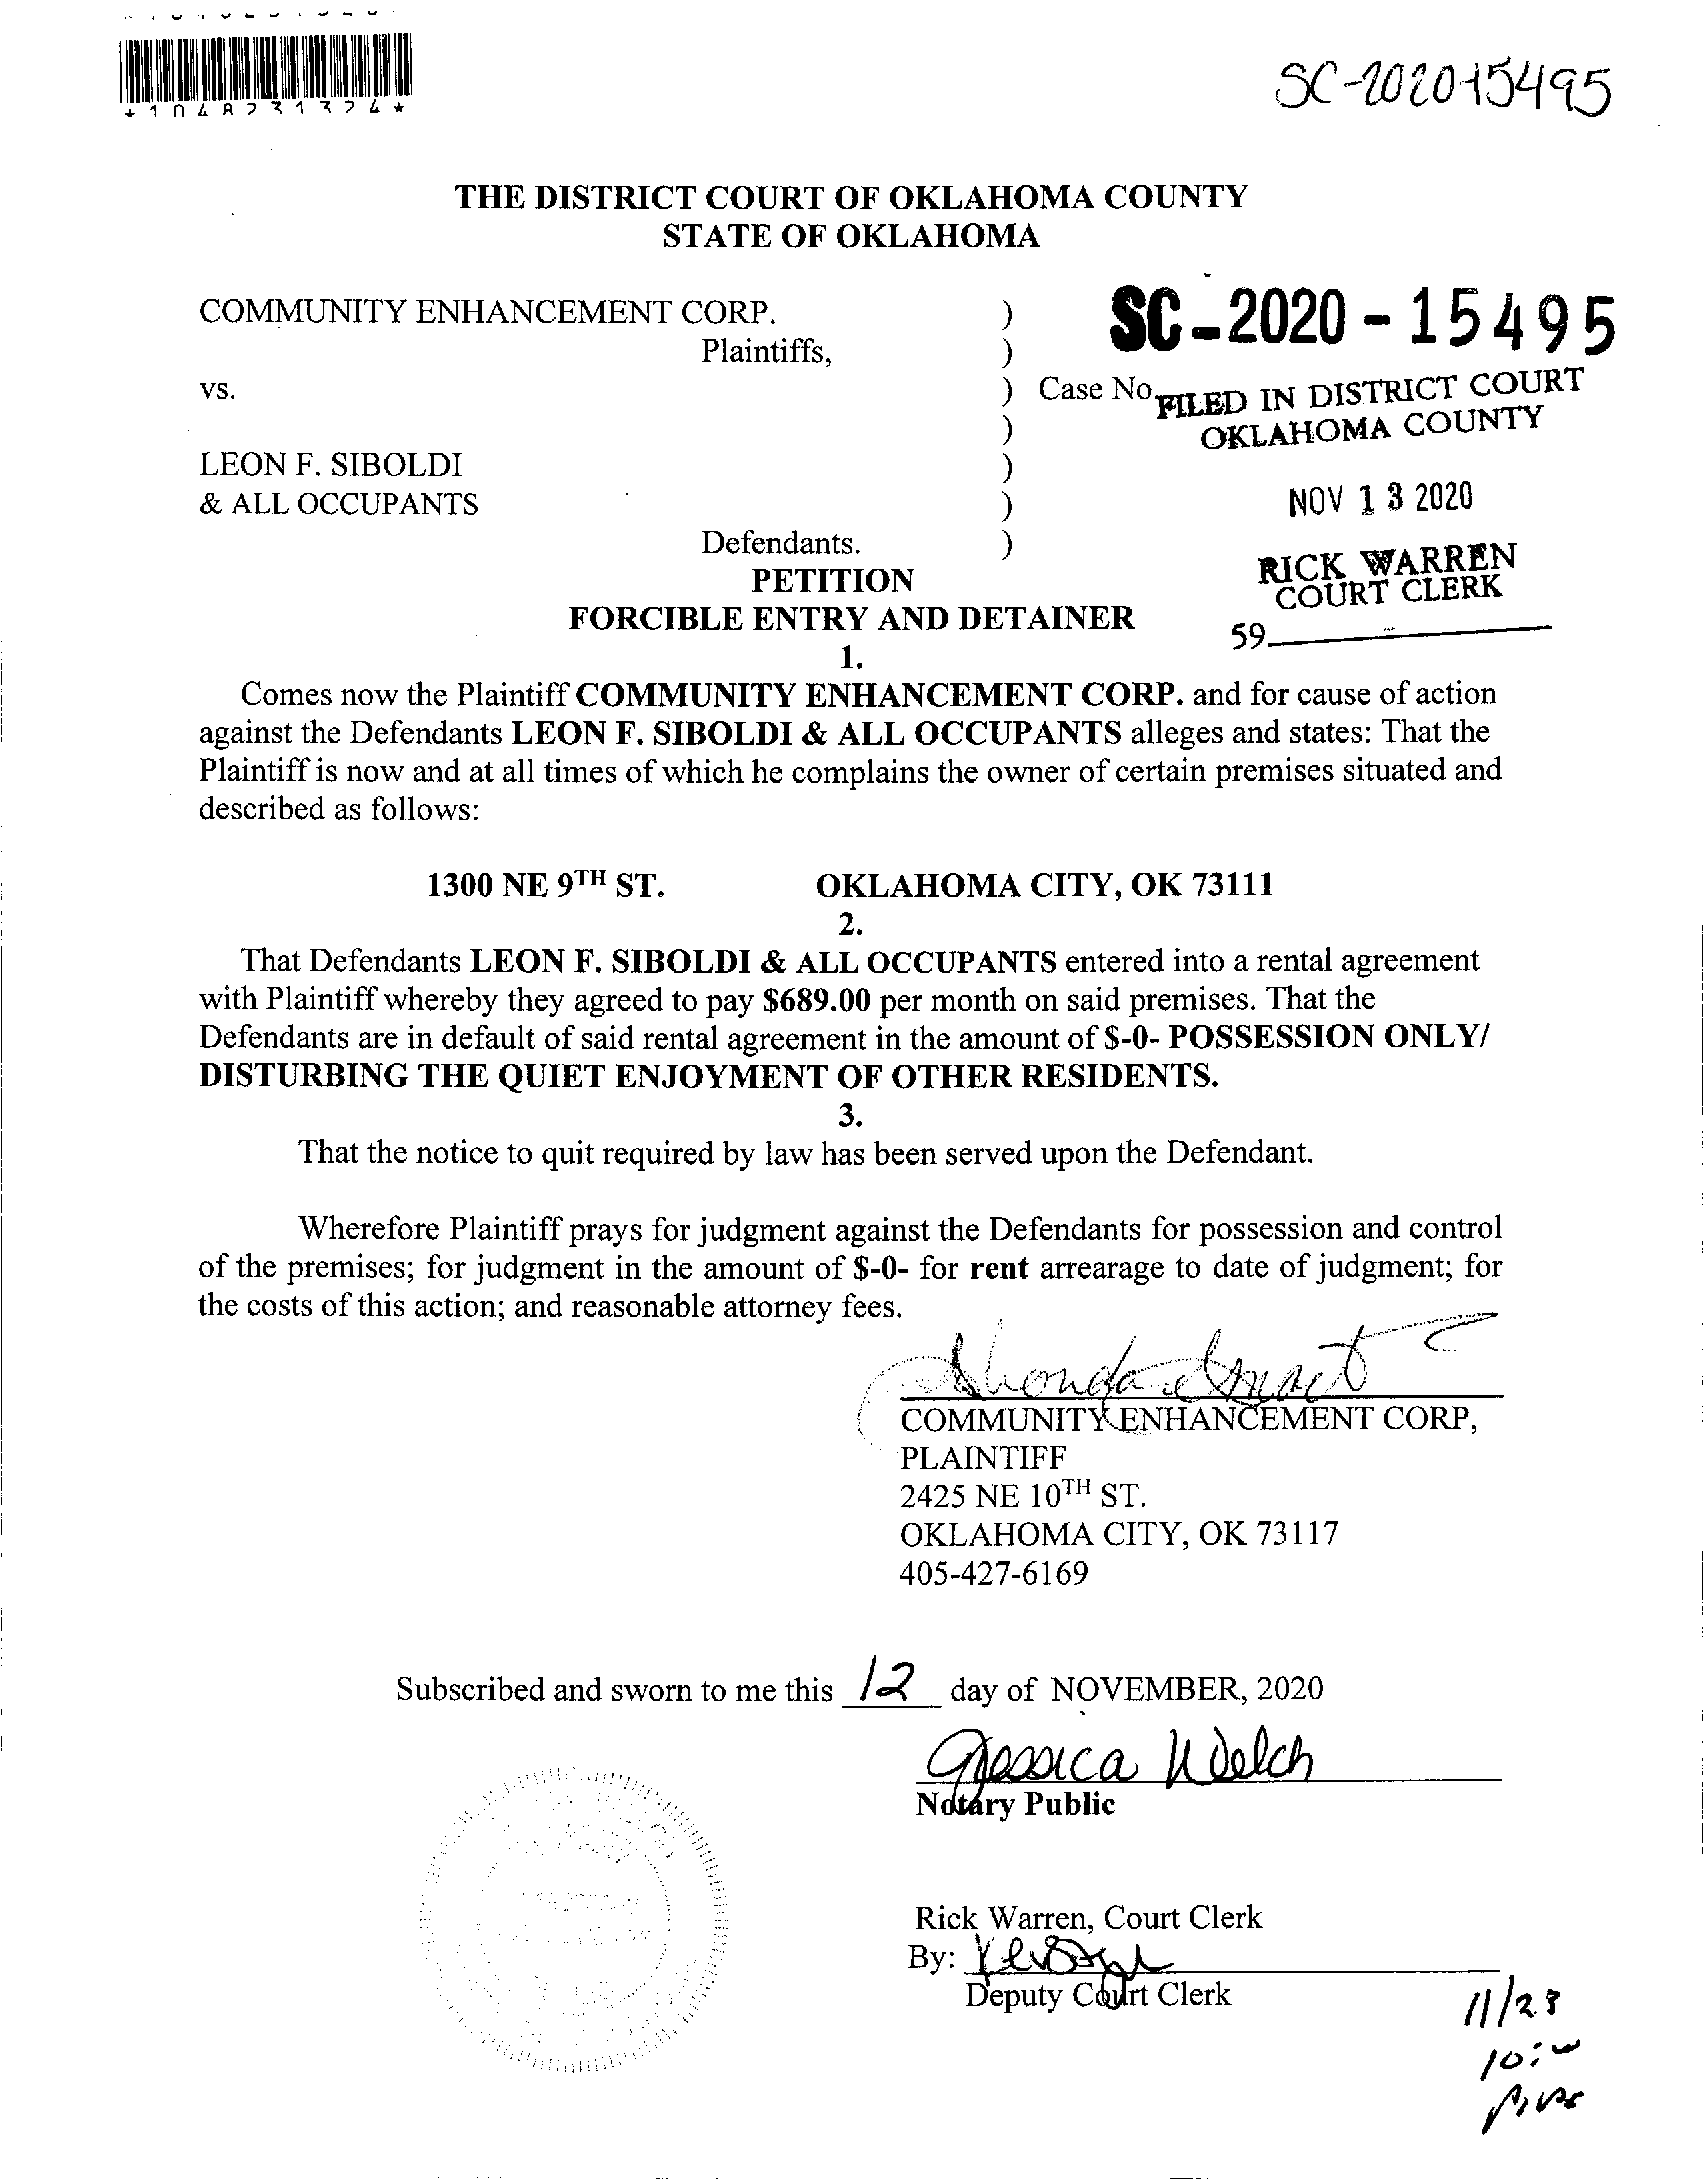 *1048231324*
SC-2020-15495
THE DISTRICT COURT OF OKLAHOMA COUNTY
STATE OF OKLAHOMA
COMMUNITY ENHANCEMENT CORP. )
Plaintiffs, )
vs. )
)
LEON F. SIBOLDI )
& ALL OCCUPANTS )
Defendants. )
SC-2020-15495
Case No.
FILED IN DISTRICT COURT
OKLAHOMA COUNTY
NOV 13 2020
RICK WARREN
COURT CLERK
59
PETITION
FORCIBLE ENTRY AND DETAINER
1.
Comes now the Plaintiff COMMUNITY ENHANCEMENT CORP. and for cause of action
against the Defendants LEON F. SIBOLDI & ALL OCCUPANTS alleges and states: That the
Plaintiff is now and at all times of which he complains the owner of certain premises situated and
described as follows:
1300 NE 9TH ST. OKLAHOMA CITY, OK 73111
2.
That Defendants LEON F. SIBOLDI & ALL OCCUPANTS entered into a rental agreement
with Plaintiff whereby they agreed to pay $689.00 per month on said premises. That the
Defendants are in default of said rental agreement in the amount of $-0- POSSESSION ONLY/
DISTURBING THE QUIET ENJOYMENT OF OTHER RESIDENTS.
3.
That the notice to quit required by law has been served upon the Defendant.
Wherefore Plaintiff prays for judgment against the Defendants for possession and control
of the premises; for judgment in the amount of $-0- for rent arrearage to date of judgment; for
the costs of this action; and reasonable attorney fees.
COMMUNITY ENHANCEMENT CORP,
PLAINTIFF
2425 NE 10TH ST.
OKLAHOMA CITY, OK 73117
405-427-6169
Subscribed and sworn to me this 12 day of NOVEMBER, 2020
Jessica Welch
Notary Public
Rick Warren, Court Clerk
By:
Deputy Court Clerk
11/23